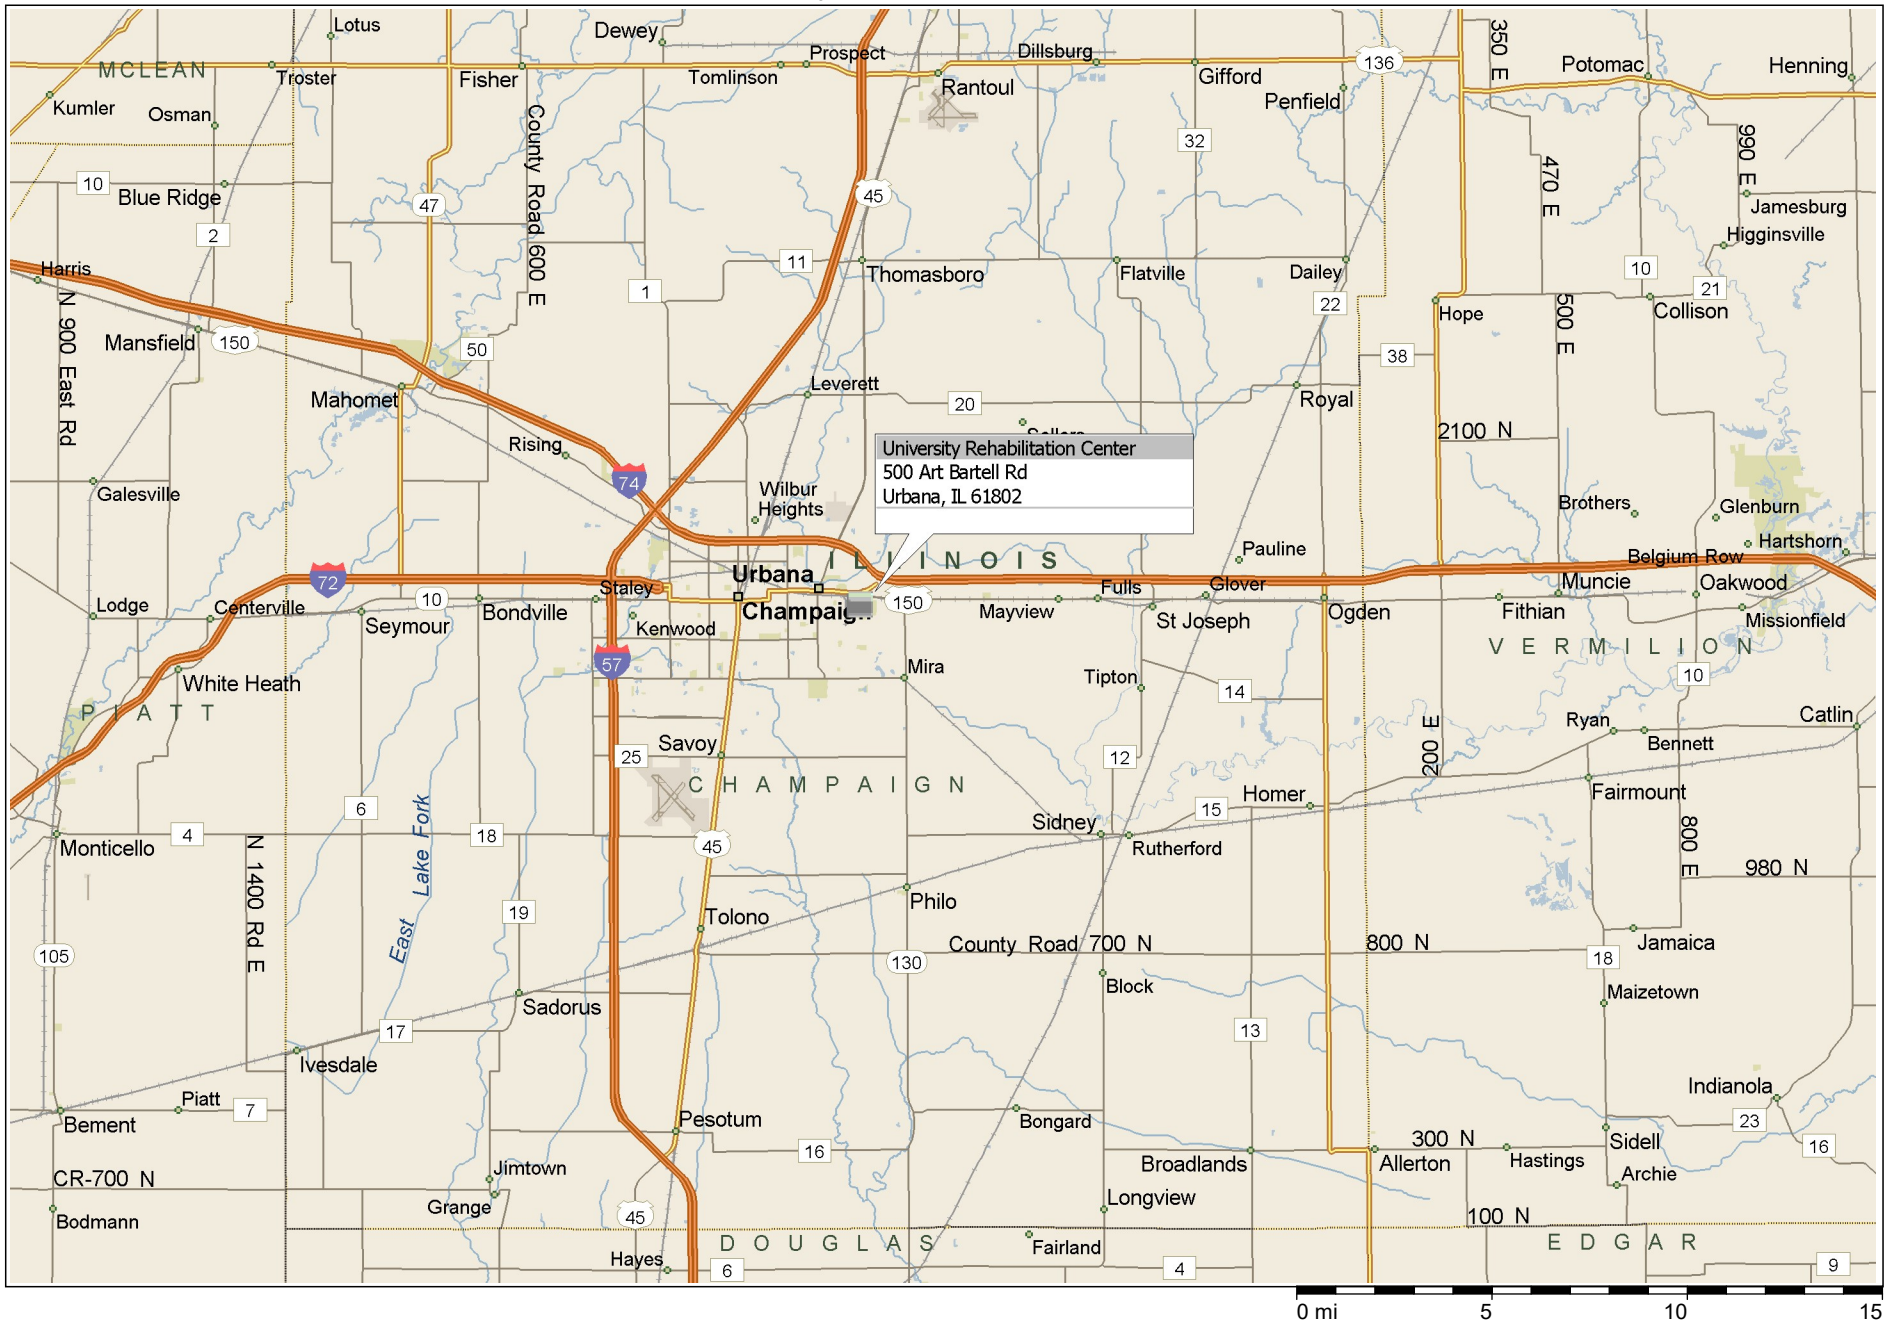 Lotus
Dewey
Prospect
Dillsburg
136
350 E
Potomac
Henning
MCLEAN
Troster
Fisher
Tomlinson
Rantoul
Gifford
Penfield
Kumler
Osman
County Road 600 E
32
990 E
10
Blue Ridge
47
45
470 E
Jamesburg
2
Higginsville
Harris
11
Thomasboro
Flatville
Dailey
10
21
N 900 East Rd
1
22
500 E
Hope
Collison
Mansfield
150
50
38
Mahomet
Leverett
20
Royal
Rising
Sellers
2100 N
University Rehabilitation Center
500 Art Bartell Rd
Urbana, IL 61802
74
Galesville
Wilbur
Heights
Brothers
Glenburn
ILLINOIS
Pauline
Hartshorn
Belgium Row
72
Urbana
Staley
Fulls
Glover
Muncie
Oakwood
Lodge
Centerville
10
Bondville
Champaign
150
Mayview
Ogden
Fithian
Seymour
Kenwood
St Joseph
Missionfield
VERMILION
57
Mira
Tipton
14
10
White Heath
PIATT
Ryan
Catlin
Savoy
25
12
200 E
Bennett
CHAMPAIGN
6
East Lake Fork
15
Homer
Fairmount
4
18
Sidney
800 E
Monticello
45
Rutherford
N 1400 Rd E
980 N
19
Philo
Tolono
County Road 700 N
800 N
Jamaica
105
130
18
Block
Maizetown
Sadorus
17
13
Ivesdale
Indianola
Piatt
7
Bement
Pesotum
Bongard
23
16
300 N
Sidell
16
Jimtown
Broadlands
Allerton
Hastings
Archie
CR-700 N
Grange
Longview
Bodmann
45
100 N
DOUGLAS
Fairland
EDGAR
Hayes
6
4
9
0 mi 5 10 15